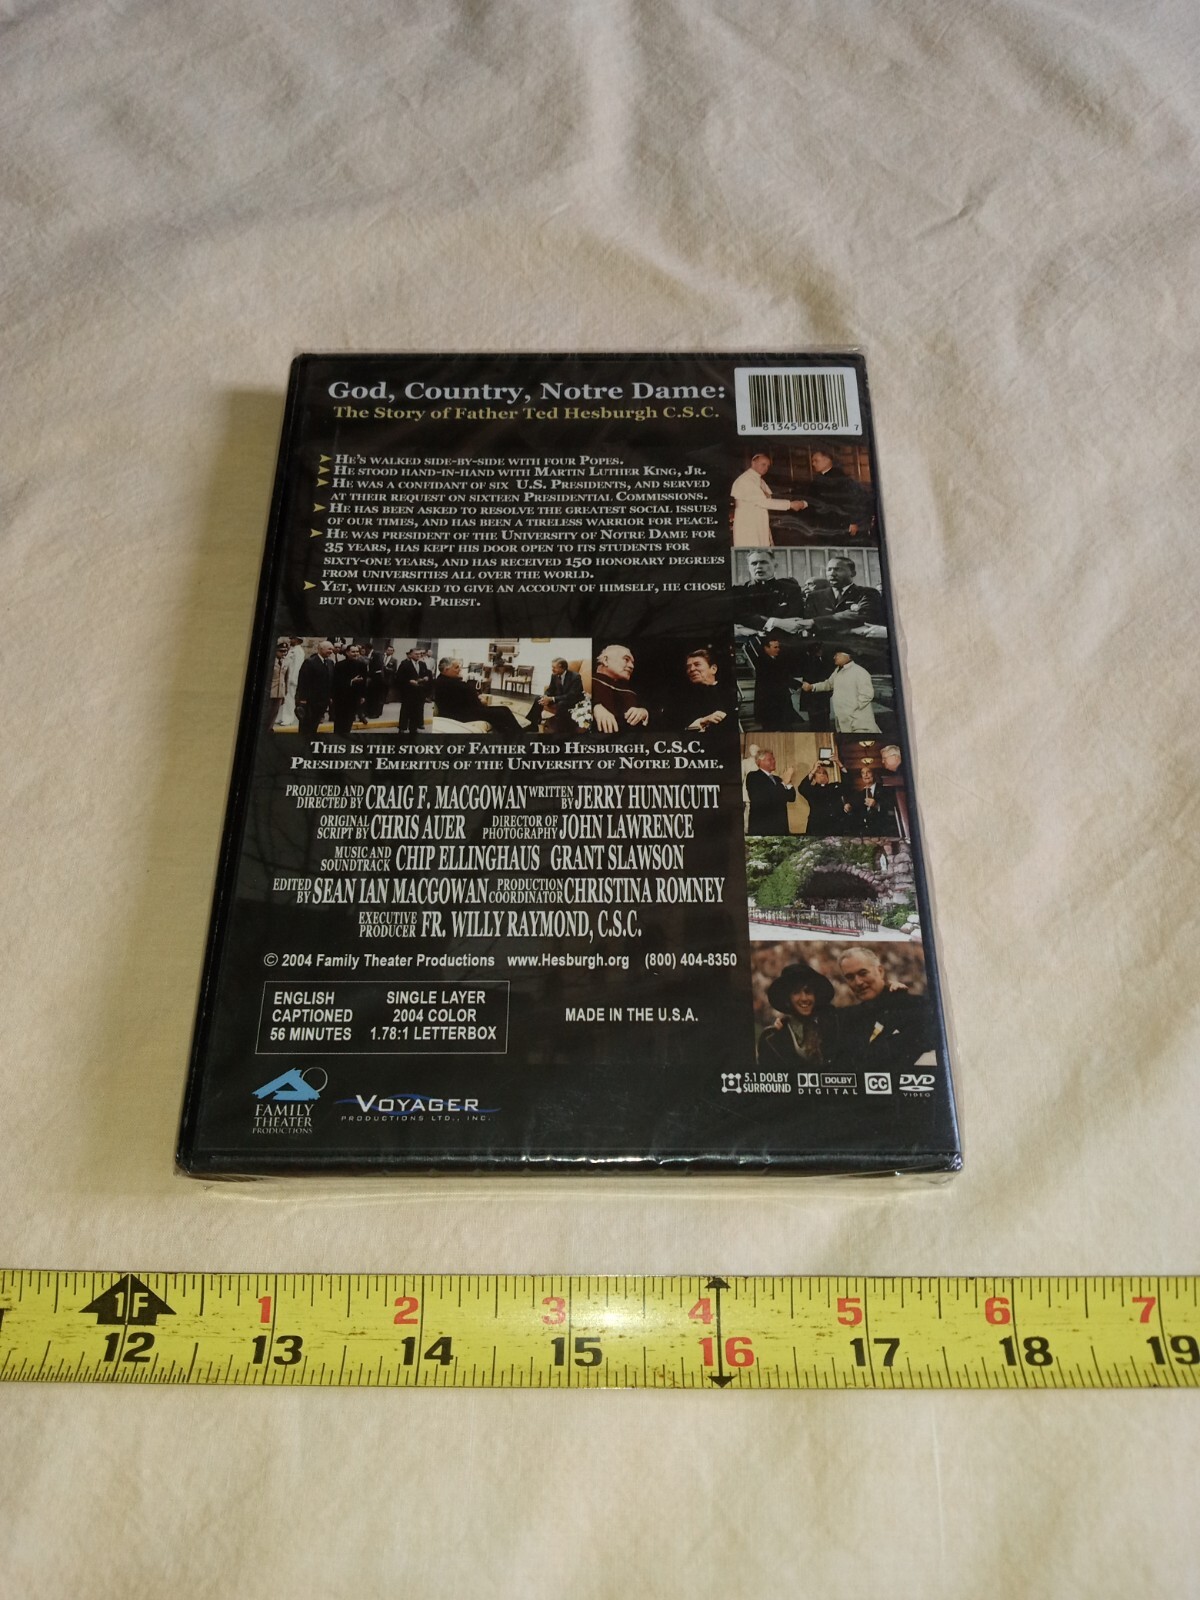 God, Country, Notre Dame:
The Story of Father Ted Hesburgh C.S.C.
8 81345 00048 7
He's walked side-by-side with four Popes.
He stood hand-in-hand with Martin Luther King, Jr.
He was a confidant of six U.S. Presidents, and served
at their request on sixteen Presidential Commissions.
He has been asked to resolve the greatest social issues
of our times, and has been a tireless warrior for peace.
He was president of the University of Notre Dame for
35 years, has kept his door open to its students for
sixty-one years, and has received 150 honorary degrees
from universities all over the world.
Yet, when asked to give an account of himself, he chose
but one word. Priest.
This is the story of Father Ted Hesburgh, C.S.C.
President Emeritus of the University of Notre Dame.
PRODUCED AND DIRECTED BY CRAIG F. MACGOWAN WRITTEN BY JERRY HUNNICUTT
ORIGINAL SCRIPT BY CHRIS AUER DIRECTOR OF PHOTOGRAPHY JOHN LAWRENCE
MUSIC AND SOUNDTRACK CHIP ELLINGHAUS GRANT SLAWSON
EDITED BY SEAN IAN MACGOWAN PRODUCTION COORDINATOR CHRISTINA ROMNEY
EXECUTIVE PRODUCER FR. WILLY RAYMOND, C.S.C.
© 2004 Family Theater Productions www.Hesburgh.org (800) 404-8350
ENGLISH SINGLE LAYER
CAPTIONED 2004 COLOR
56 MINUTES 1.78:1 LETTERBOX
MADE IN THE U.S.A.
FAMILY
THEATER
PRODUCTIONS
VOYAGER
PRODUCTIONS LTD., INC.
5.1 DOLBY
SURROUND
DOLBY
DIGITAL
CC
DVD
VIDEO
1F 1 2 3 4 5 6 7
12 13 14 15 16 17 18 19